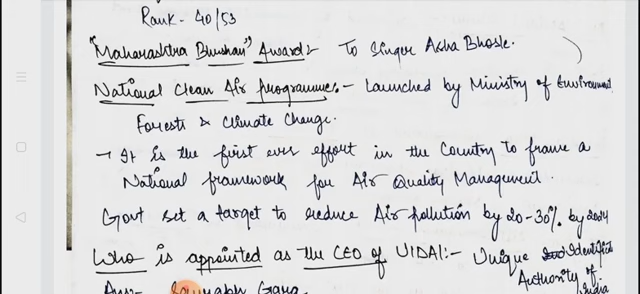 Rank - 40/53
"Maharashtra Bhushan" Award :- To Singer Asha Bhosle.
National Clean Air Programme :- Launched by Ministry of Environment
Forests & Climate Change.
→ It is the first ever effort in the Country to frame a
National framework for Air Quality Management.
Govt set a target to reduce Air pollution by 20-30% by 2024
Who is appointed as the CEO of UIDAI :- Unique Identificat
Authority of
India
Ans:- Saurabh Garg